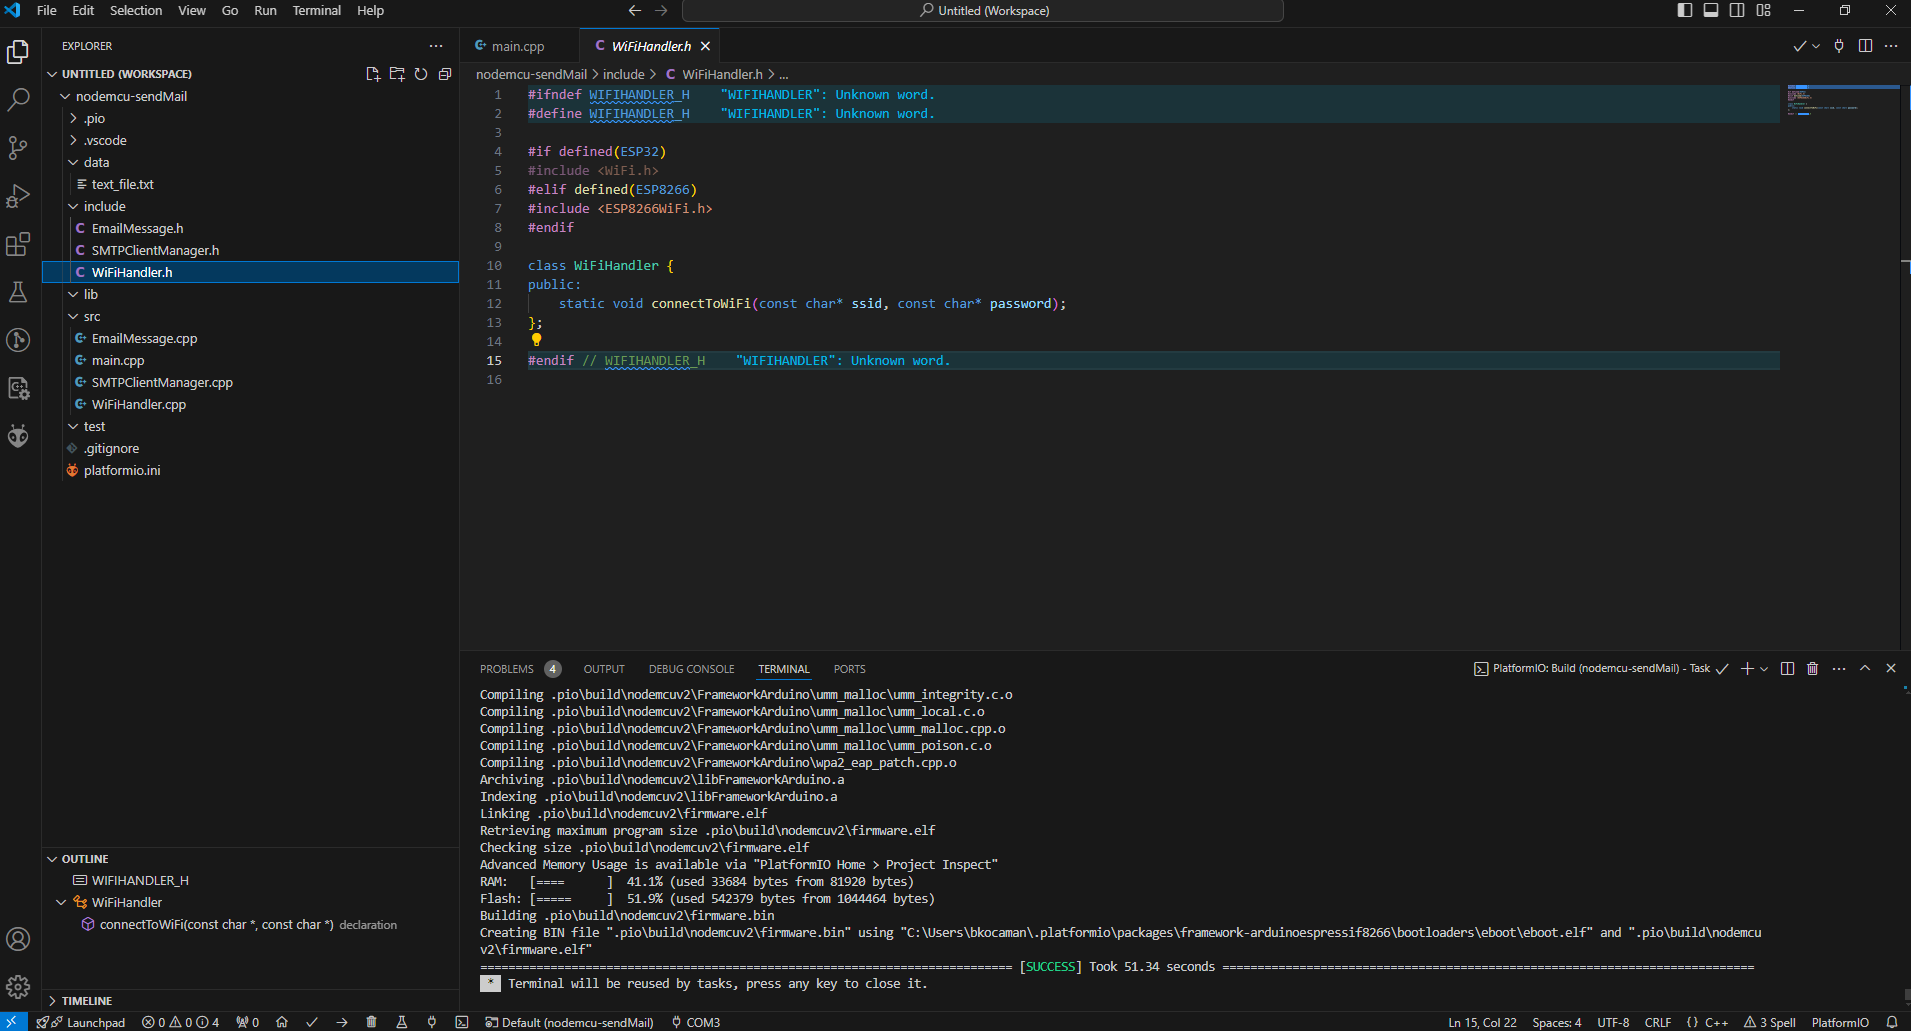 File Edit Selection View Go Run Terminal Help
Untitled (Workspace)
EXPLORER
UNTITLED (WORKSPACE)
nodemcu-sendMail
.pio
.vscode
data
text_file.txt
include
EmailMessage.h
SMTPClientManager.h
WiFiHandler.h
lib
src
EmailMessage.cpp
main.cpp
SMTPClientManager.cpp
WiFiHandler.cpp
test
.gitignore
platformio.ini
OUTLINE
WIFIHANDLER_H
WiFiHandler
connectToWiFi(const char *, const char *) declaration
TIMELINE
main.cpp WiFiHandler.h
nodemcu-sendMail > include > WiFiHandler.h > ...
1 #ifndef WIFIHANDLER_H "WIFIHANDLER": Unknown word.
2 #define WIFIHANDLER_H "WIFIHANDLER": Unknown word.
3
4 #if defined(ESP32)
5 #include <WiFi.h>
6 #elif defined(ESP8266)
7 #include <ESP8266WiFi.h>
8 #endif
9
10 class WiFiHandler {
11 public:
12 static void connectToWiFi(const char* ssid, const char* password);
13 };
14
15 #endif // WIFIHANDLER_H "WIFIHANDLER": Unknown word.
16
PROBLEMS 4 OUTPUT DEBUG CONSOLE TERMINAL PORTS PlatformIO: Build (nodemcu-sendMail) - Task
Compiling .pio\build\nodemcuv2\FrameworkArduino\umm_malloc\umm_integrity.c.o
Compiling .pio\build\nodemcuv2\FrameworkArduino\umm_malloc\umm_local.c.o
Compiling .pio\build\nodemcuv2\FrameworkArduino\umm_malloc\umm_malloc.cpp.o
Compiling .pio\build\nodemcuv2\FrameworkArduino\umm_malloc\umm_poison.c.o
Compiling .pio\build\nodemcuv2\FrameworkArduino\wpa2_eap_patch.cpp.o
Archiving .pio\build\nodemcuv2\libFrameworkArduino.a
Indexing .pio\build\nodemcuv2\libFrameworkArduino.a
Linking .pio\build\nodemcuv2\firmware.elf
Retrieving maximum program size .pio\build\nodemcuv2\firmware.elf
Checking size .pio\build\nodemcuv2\firmware.elf
Advanced Memory Usage is available via "PlatformIO Home > Project Inspect"
RAM: [==== ] 41.1% (used 33684 bytes from 81920 bytes)
Flash: [===== ] 51.9% (used 542379 bytes from 1044464 bytes)
Building .pio\build\nodemcuv2\firmware.bin
Creating BIN file ".pio\build\nodemcuv2\firmware.bin" using "C:\Users\bkocaman\.platformio\packages\framework-arduinoespressif8266\bootloaders\eboot\eboot.elf" and ".pio\build\nodemcu
v2\firmware.elf"
============================================================================ [SUCCESS] Took 51.34 seconds ============================================================================
* Terminal will be reused by tasks, press any key to close it.
Launchpad 0 0 4 0 Default (nodemcu-sendMail) COM3 Ln 15, Col 22 Spaces: 4 UTF-8 CRLF {} C++ 3 Spell PlatformIO